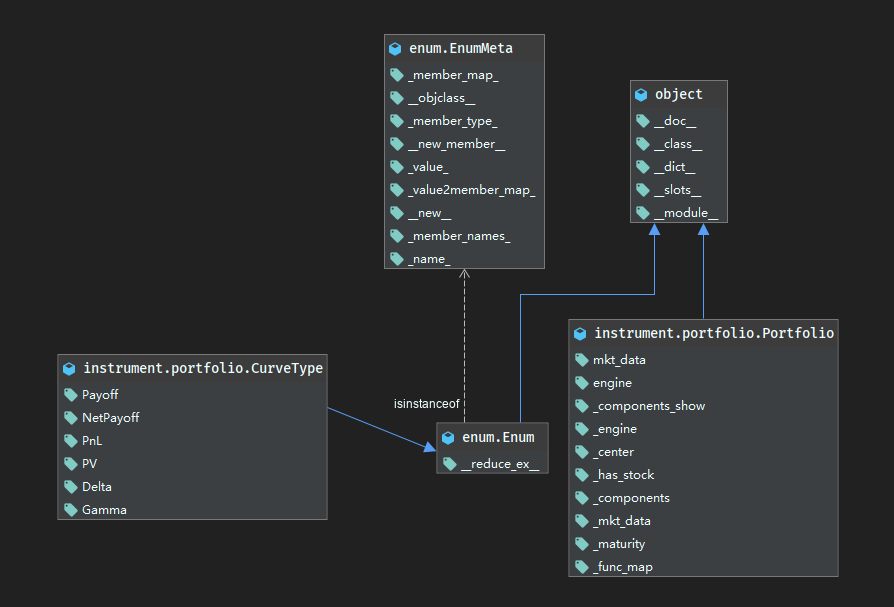 enum.EnumMeta
_member_map_
__objclass__
_member_type_
__new_member__
_value_
_value2member_map_
__new__
_member_names_
_name_
object
__doc__
__class__
__dict__
__slots__
__module__
instrument.portfolio.CurveType
Payoff
NetPayoff
PnL
PV
Delta
Gamma
isinstanceof
enum.Enum
__reduce_ex__
instrument.portfolio.Portfolio
mkt_data
engine
_components_show
_engine
_center
_has_stock
_components
_mkt_data
_maturity
_func_map